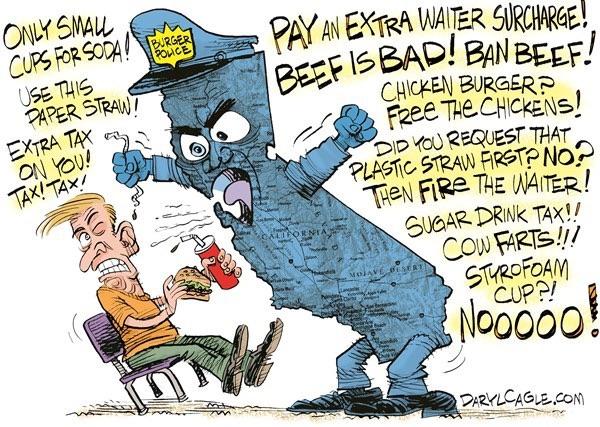 ONLY SMALL
CUPS FOR SODA!
USE THIS
PAPER STRAW!
EXTRA TAX
ON YOU!
TAX! TAX!
BURGER
POLICE
PAY AN EXTRA WAITER SURCHARGE!
BEEF IS BAD! BAN BEEF!
CHICKEN BURGER?
FREE THE CHICKENS!
DID YOU REQUEST THAT
PLASTIC STRAW FIRST? NO?
THEN FIRE THE WAITER!
SUGAR DRINK TAX!!
COW FARTS!!!
STYROFOAM
CUP?!
NOOOOO!
CALIFORNIA
MOJAVE DESERT
DARYLCAGLE.COM